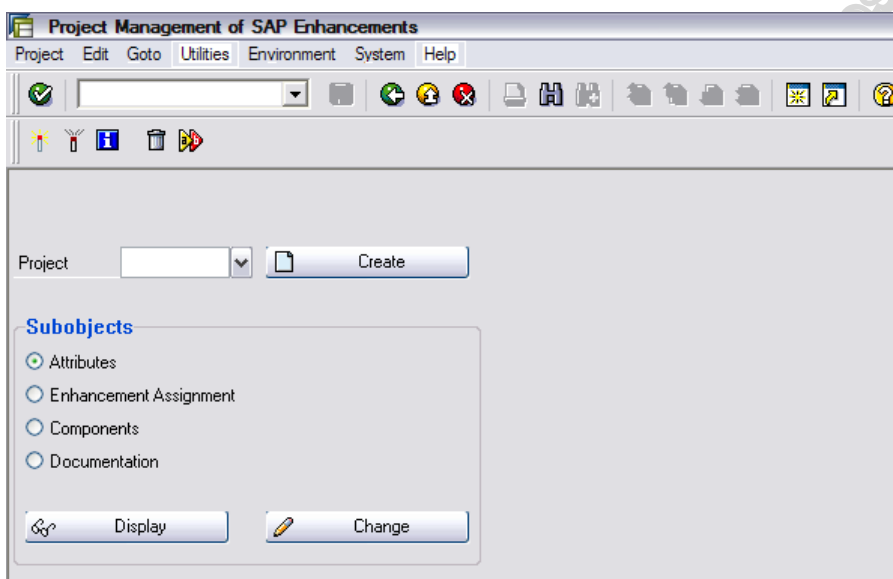 Project Management of SAP Enhancements
Project Edit Goto Utilities Environment System Help
Project Create
Subobjects
Attributes
Enhancement Assignment
Components
Documentation
Display Change